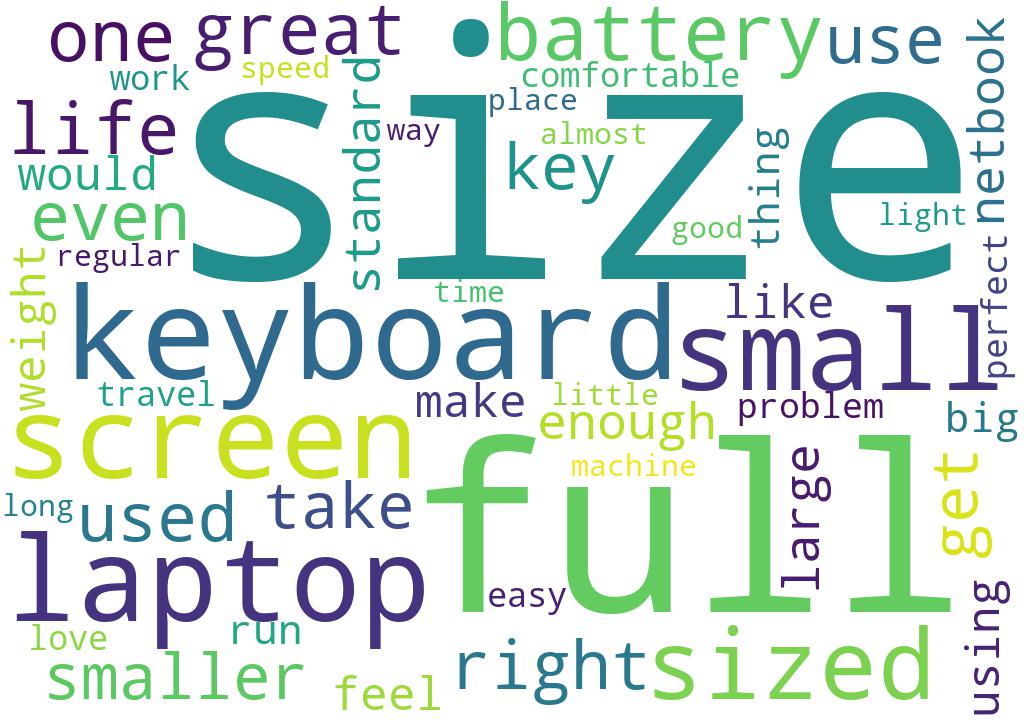 one great battery use
netbook
work speed standard comfortable
size
life way place almost
would key thing
even good light
regular
weight time perfect
keyboard small like
travel make little problem
screen enough big
machine
full large get
long used take
laptop easy
love run using
smaller feel right sized